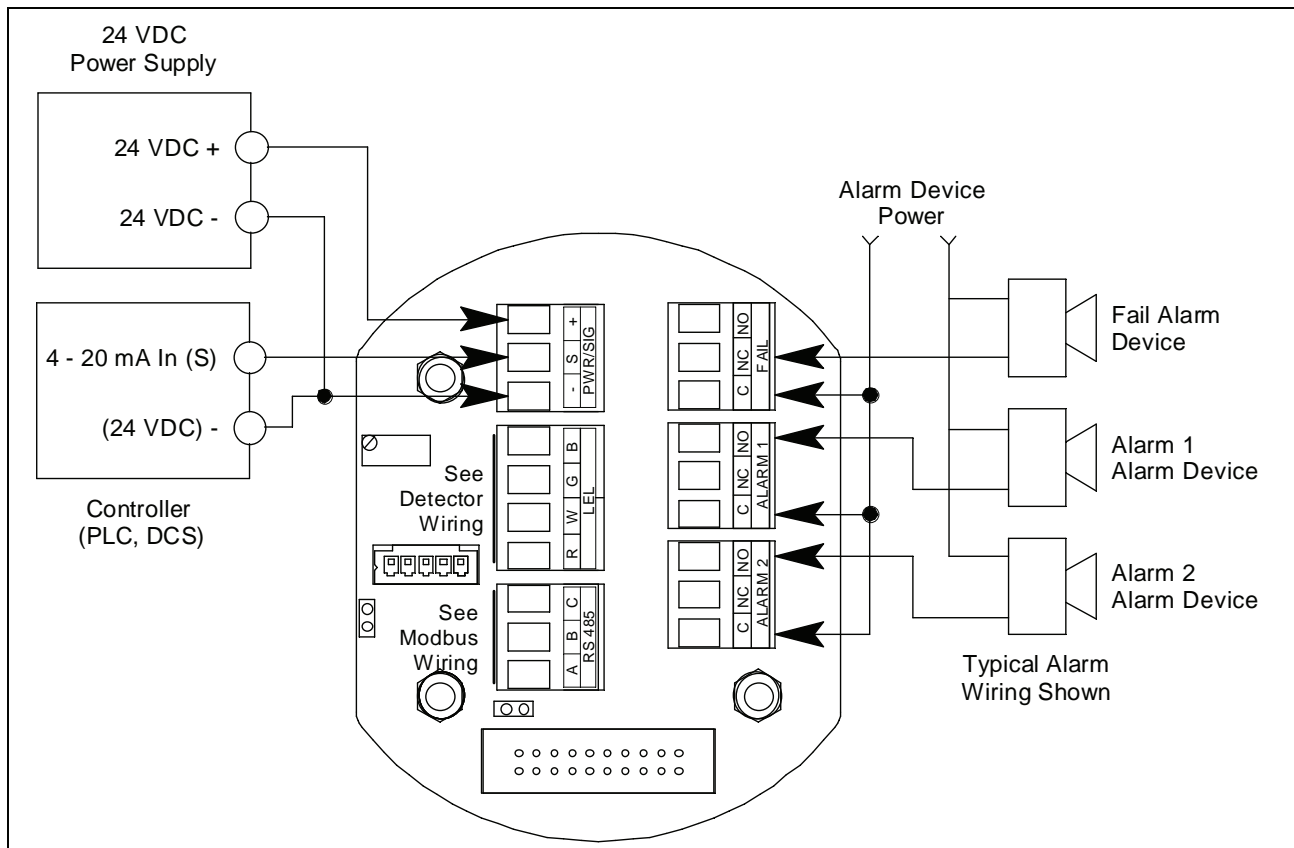 24 VDC
Power Supply
24 VDC +
24 VDC -
4 - 20 mA In (S)
(24 VDC) -
Controller
(PLC, DCS)
+
S
-
PWR/SIG
See
Detector
Wiring
B
G
W
R
LEL
See
Modbus
Wiring
C
B
A
RS 485
NO
NC
C
FAIL
NO
NC
C
ALARM 1
NO
NC
C
ALARM 2
Alarm Device
Power
Fail Alarm
Device
Alarm 1
Alarm Device
Alarm 2
Alarm Device
Typical Alarm
Wiring Shown